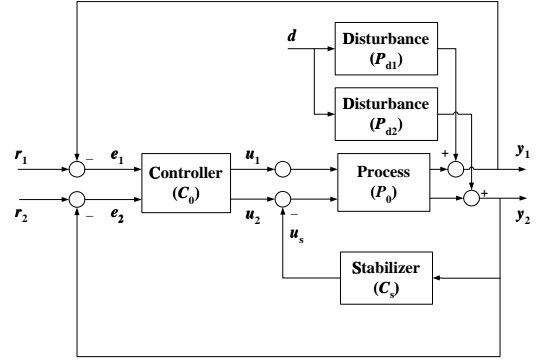 d
Disturbance
(P_d1)
Disturbance
(P_d2)
r_1
−
e_1
Controller
(C_0)
u_1
Process
(P_0)
+
y_1
r_2
−
e_2
u_2
−
u_s
+
y_2
Stabilizer
(C_s)